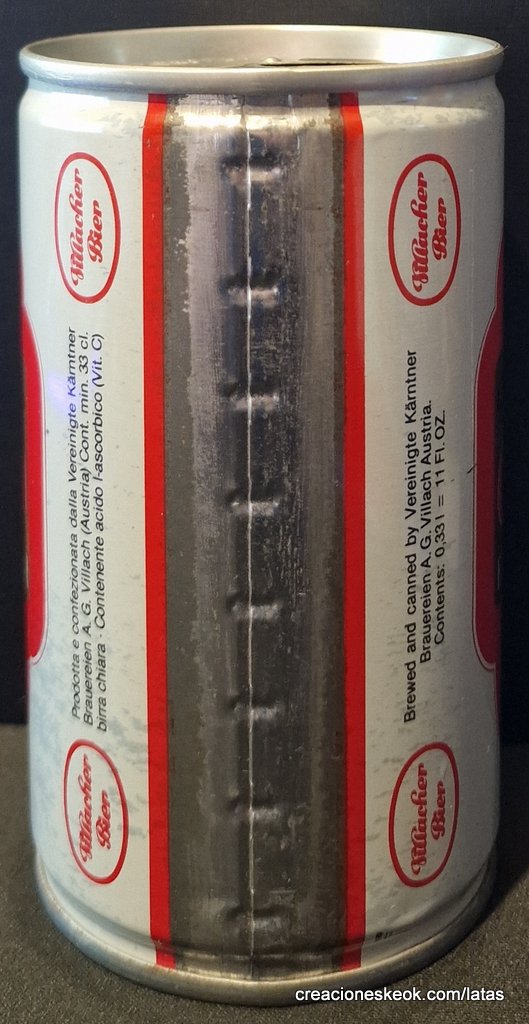 Villacher
Bier
Prodotta e confezionata dalla Vereinigte Kärntner
Brauereien A. G. Villach (Austria) Cont. min. 33 cl.
birra chiara · Contenente acido l-ascorbico (Vit. C)
Villacher
Bier
Villacher
Bier
Brewed and canned by Vereinigte Kärntner
Brauereien A. G. Villach Austria.
Contents: 0,33 l = 11 Fl. OZ.
Villacher
Bier
creacioneskeok.com/latas